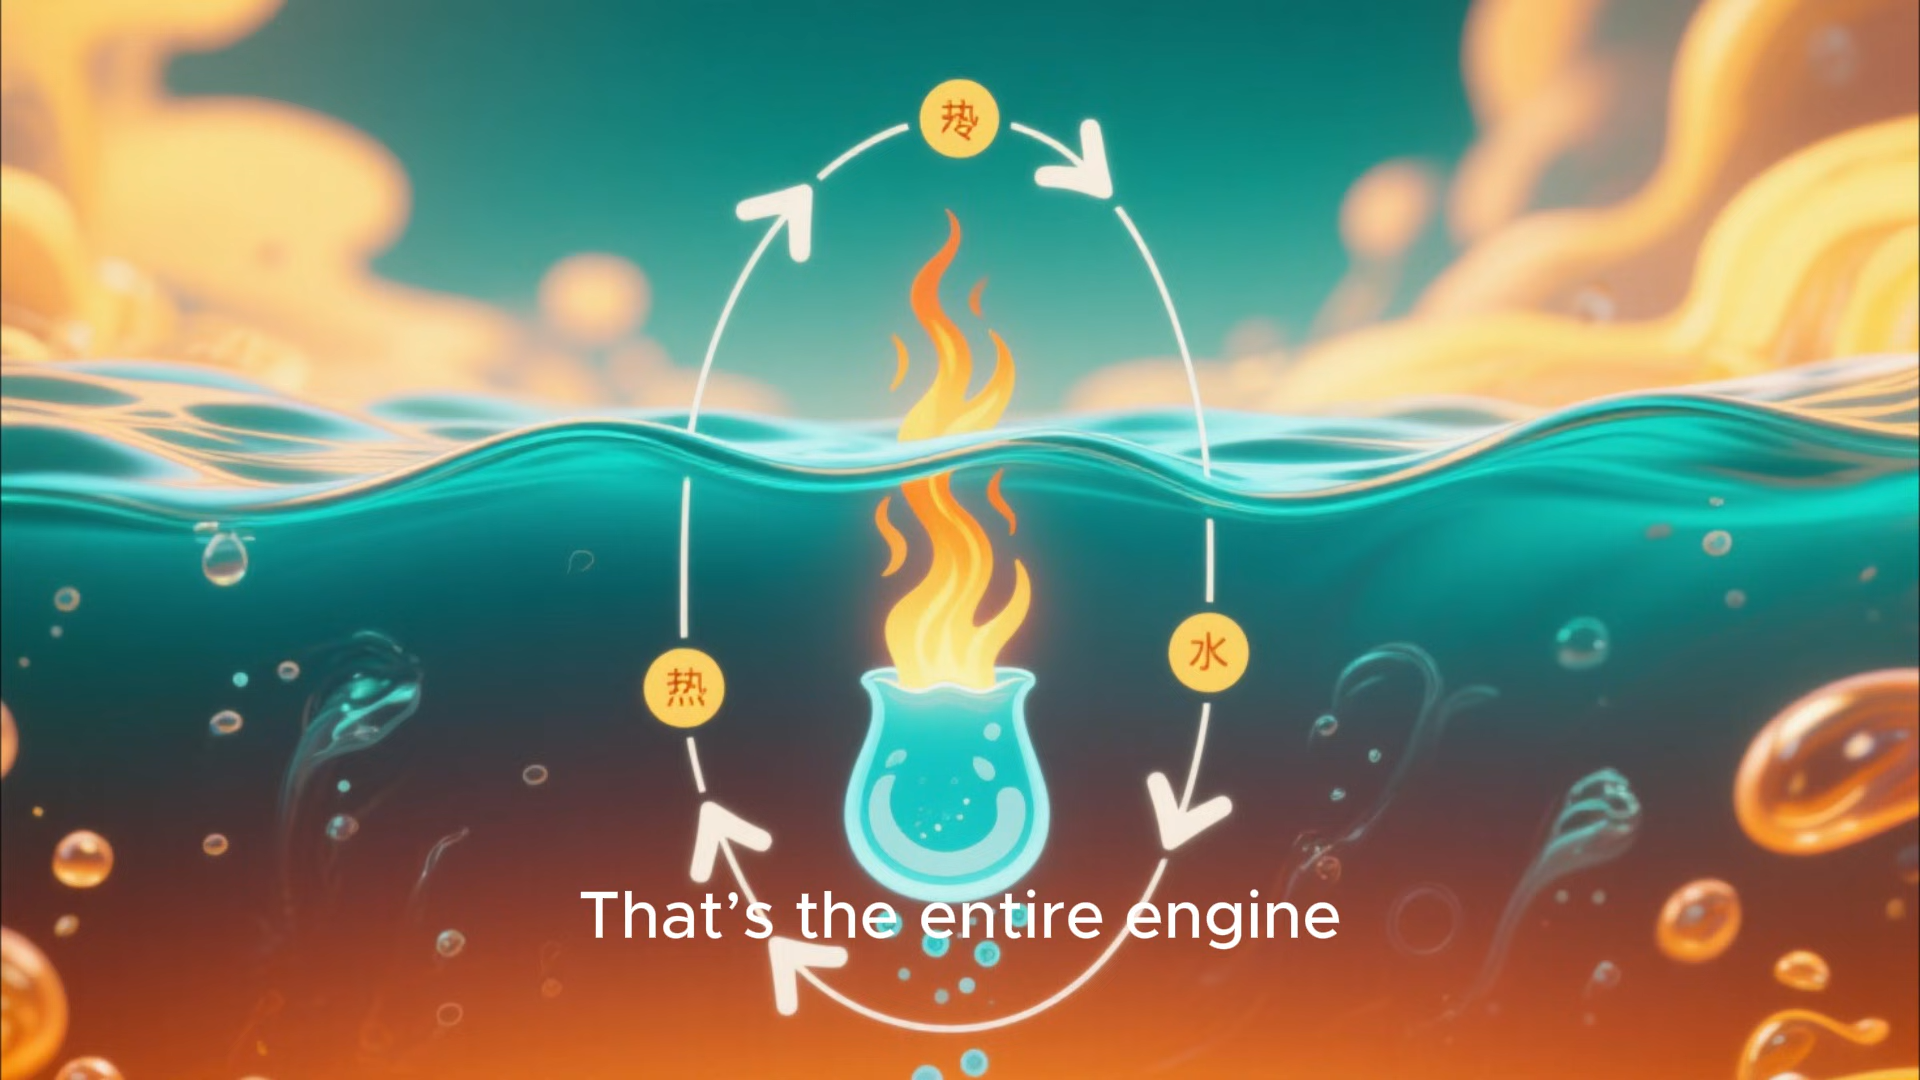 水
热
That's the entire engine